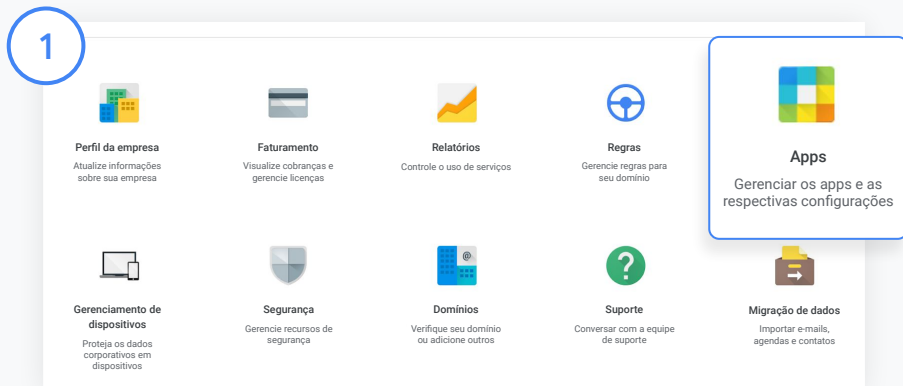 1
Perfil da empresa
Atualize informações
sobre sua empresa
Faturamento
Visualize cobranças e
gerencie licenças
Relatórios
Controle o uso de serviços
Regras
Gerencie regras para
seu domínio
Apps
Gerenciar os apps e as
respectivas configurações
Gerenciamento de
dispositivos
Proteja os dados
corporativos em
dispositivos
Segurança
Gerencie recursos de
segurança
@
Domínios
Verifique seu domínio
ou adicione outros
?
Suporte
Conversar com a equipe
de suporte
Migração de dados
Importar e-mails,
agendas e contatos